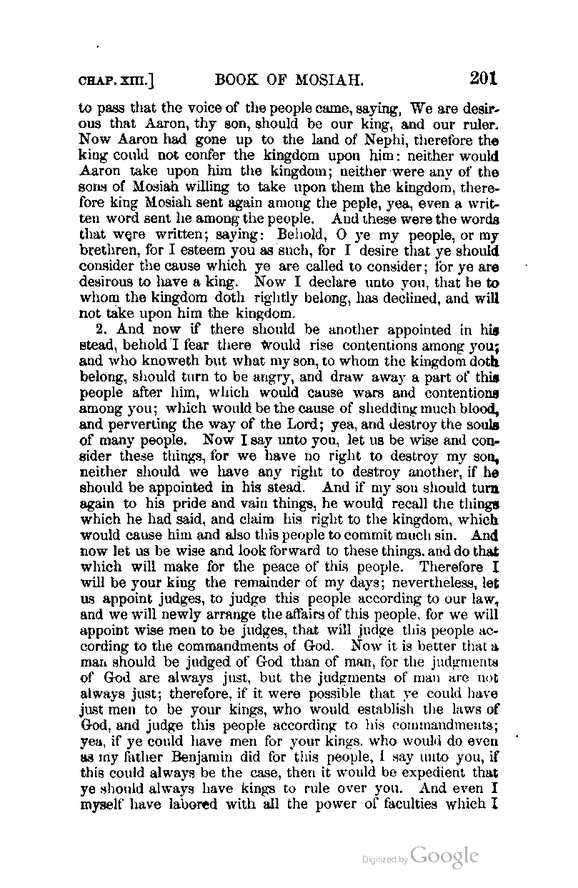 CHAP. XIII.] BOOK OF MOSIAH. 201
to pass that the voice of the people came, saying, We are desir-
ous that Aaron, thy son, should be our king, and our ruler.
Now Aaron had gone up to the land of Nephi, therefore the
king could not confer the kingdom upon him: neither would
Aaron take upon him the kingdom; neither were any of the
sons of Mosiah willing to take upon them the kingdom, there-
fore king Mosiah sent again among the peple, yea, even a writ-
ten word sent he among the people. And these were the words
that were written; saying: Behold, O ye my people, or my
brethren, for I esteem you as such, for I desire that ye should
consider the cause which ye are called to consider; for ye are
desirous to have a king. Now I declare unto you, that he to
whom the kingdom doth rightly belong, has declined, and will
not take upon him the kingdom.
2. And now if there should be another appointed in his
stead, behold I fear there would rise contentions among you;
and who knoweth but what my son, to whom the kingdom doth
belong, should turn to be angry, and draw away a part of this
people after him, which would cause wars and contentions
among you; which would be the cause of shedding much blood,
and perverting the way of the Lord; yea, and destroy the souls
of many people. Now I say unto you, let us be wise and con-
sider these things, for we have no right to destroy my son,
neither should we have any right to destroy another, if he
should be appointed in his stead. And if my son should turn
again to his pride and vain things, he would recall the things
which he had said, and claim his right to the kingdom, which
would cause him and also this people to commit much sin. And
now let us be wise and look forward to these things, and do that
which will make for the peace of this people. Therefore I
will be your king the remainder of my days; nevertheless, let
us appoint judges, to judge this people according to our law,
and we will newly arrange the affairs of this people, for we will
appoint wise men to be judges, that will judge this people ac-
cording to the commandments of God. Now it is better that a
man should be judged of God than of man, for the judgments
of God are always just, but the judgments of man are not
always just; therefore, if it were possible that ye could have
just men to be your kings, who would establish the laws of
God, and judge this people according to his commandments;
yea, if ye could have men for your kings, who would do even
as my father Benjamin did for this people, I say unto you, if
this could always be the case, then it would be expedient that
ye should always have kings to rule over you. And even I
myself have labored with all the power of faculties which I
Digitized by Google